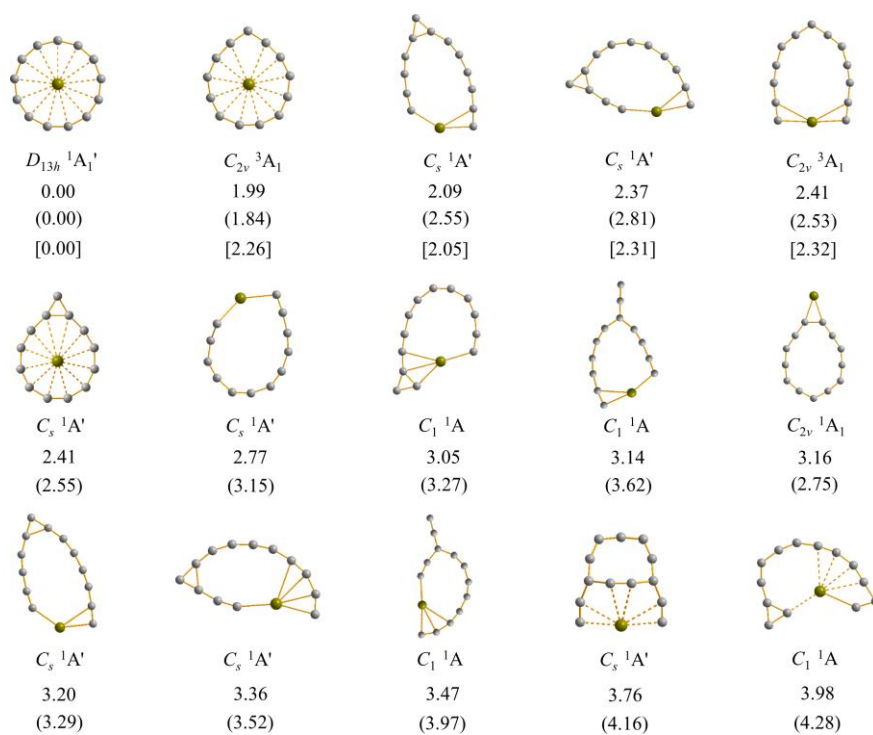 D₁₃ₕ ¹A₁' C₂ᵥ ³A₁ Cₛ ¹A' Cₛ ¹A' C₂ᵥ ³A₁
0.00 1.99 2.09 2.37 2.41
(0.00) (1.84) (2.55) (2.81) (2.53)
[0.00] [2.26] [2.05] [2.31] [2.32]
Cₛ ¹A' Cₛ ¹A' C₁ ¹A C₁ ¹A C₂ᵥ ¹A₁
2.41 2.77 3.05 3.14 3.16
(2.55) (3.15) (3.27) (3.62) (2.75)
Cₛ ¹A' Cₛ ¹A' C₁ ¹A Cₛ ¹A' C₁ ¹A
3.20 3.36 3.47 3.76 3.98
(3.29) (3.52) (3.97) (4.16) (4.28)